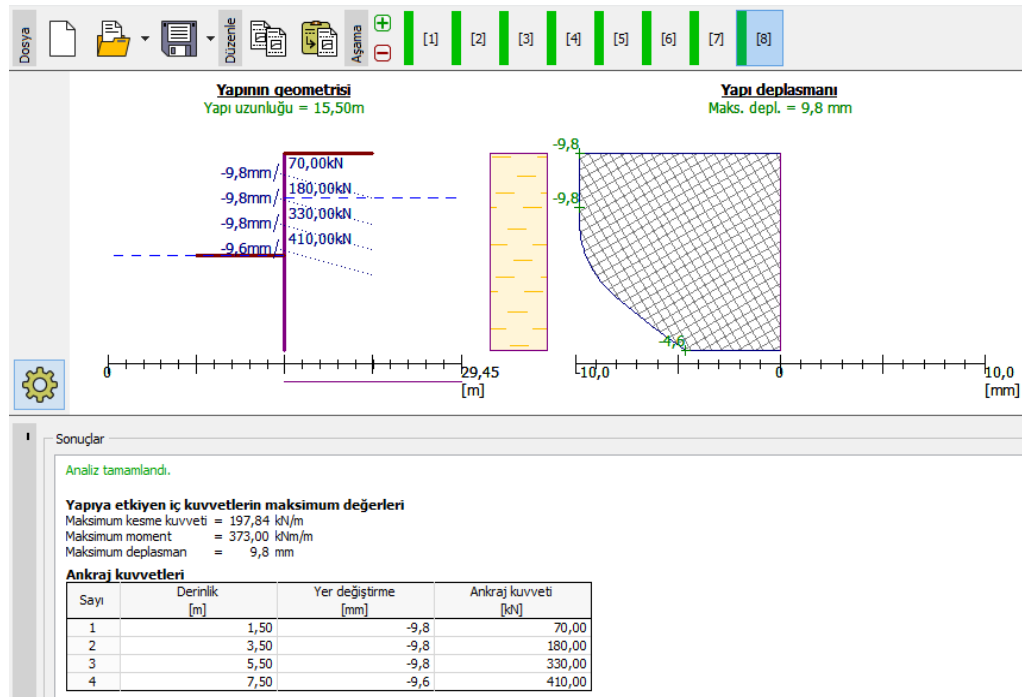 Dosya
Düzenle
Aşama
[1]
[2]
[3]
[4]
[5]
[6]
[7]
[8]
Yapının geometrisi
Yapı uzunluğu = 15,50m
-9,8mm
70,00kN
-9,8mm
180,00kN
-9,8mm
330,00kN
-9,6mm
410,00kN
0
29,45
[m]
Yapı deplasmanı
Maks. depl. = 9,8 mm
-9,8
-9,8
-4,6
-10,0
0
10,0
[mm]
Sonuçlar
Analiz tamamlandı.
Yapıya etkiyen iç kuvvetlerin maksimum değerleri
Maksimum kesme kuvveti = 197,84 kN/m
Maksimum moment = 373,00 kNm/m
Maksimum deplasman = 9,8 mm
Ankraj kuvvetleri
Sayı Derinlik Yer değiştirme Ankraj kuvveti
[m] [mm] [kN]
1 1,50 -9,8 70,00
2 3,50 -9,8 180,00
3 5,50 -9,8 330,00
4 7,50 -9,6 410,00